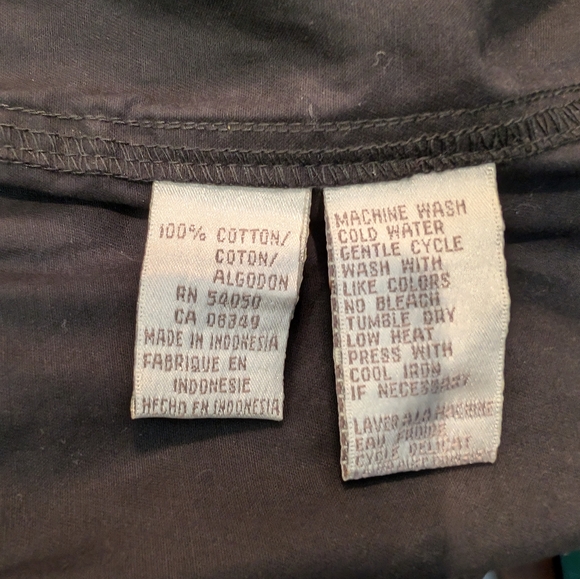 100% COTTON/
COTON/
ALGODON
RN 54050
CA 06349
MADE IN INDONESIA
FABRIQUE EN
INDONESIE
HECHO EN INDONESIA
MACHINE WASH
COLD WATER
GENTLE CYCLE
WASH WITH
LIKE COLORS
NO BLEACH
TUMBLE DRY
LOW HEAT
PRESS WITH
COOL IRON
IF NECESSARY
LAVER A LA MACHINE
EAU FROIDE
CYCLE DELICAT